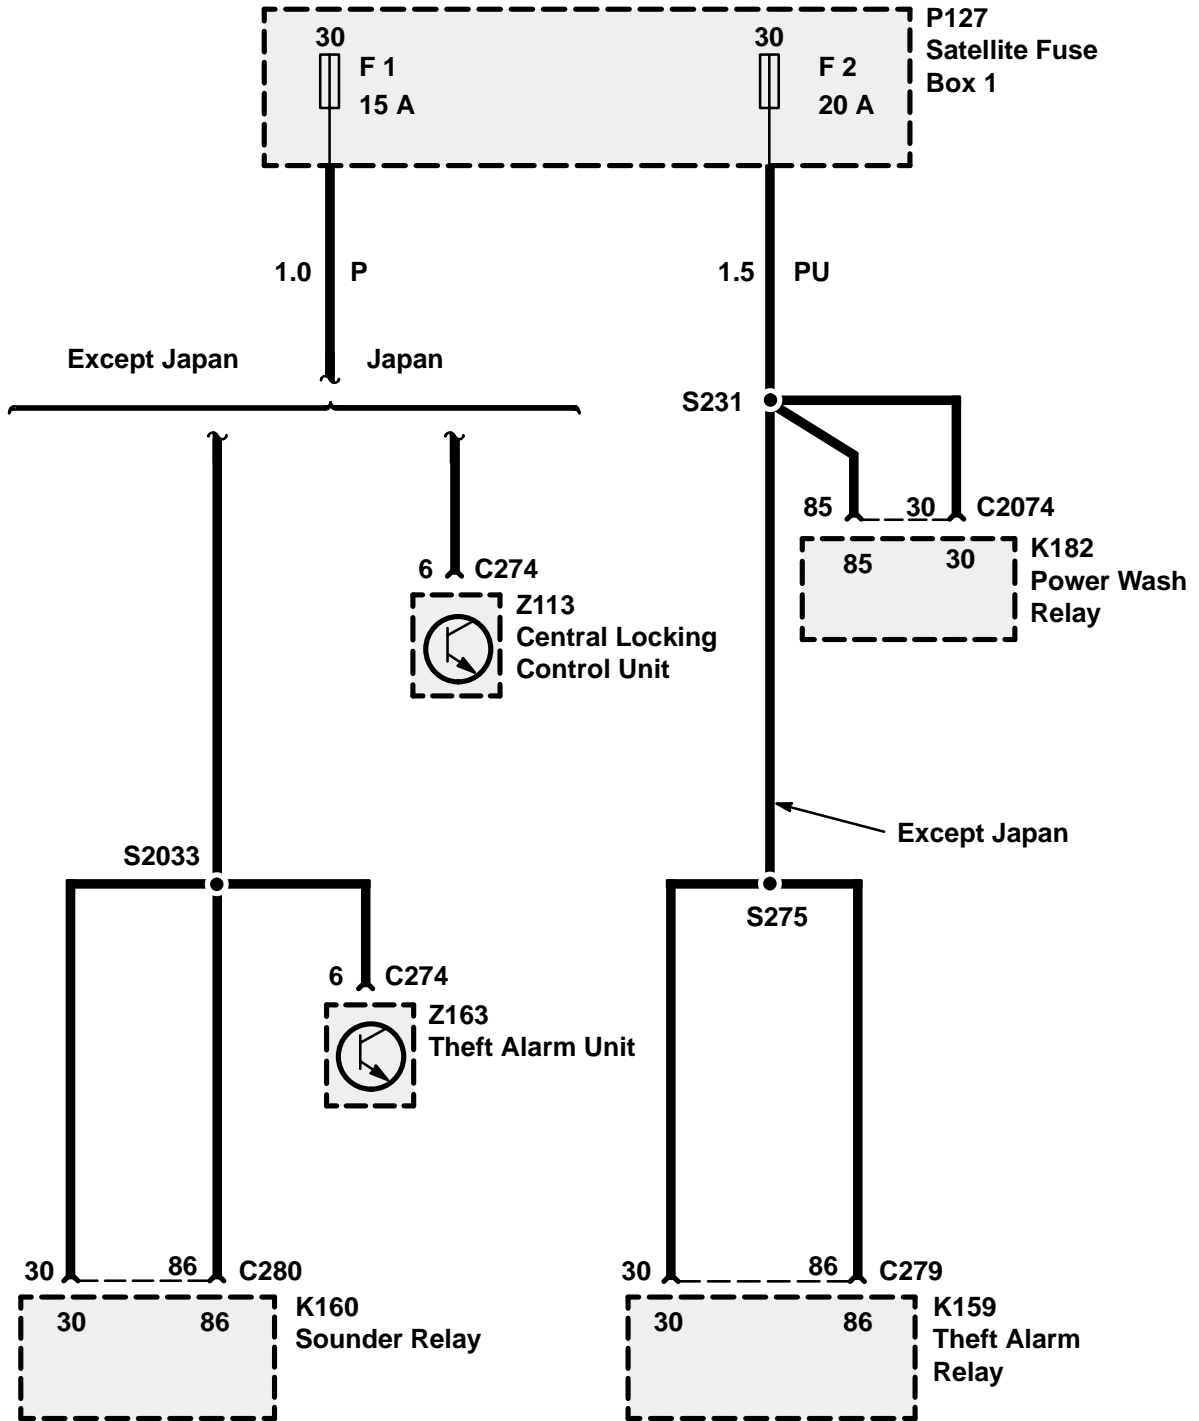 P127
Satellite Fuse
Box 1
30
F 1
15 A
30
F 2
20 A
1.0 P
1.5 PU
Except Japan
Japan
S231
85
30
C2074
85
30
K182
Power Wash
Relay
6
C274
Z113
Central Locking
Control Unit
Except Japan
S2033
S275
6
C274
Z163
Theft Alarm Unit
30
86
C280
30
86
K160
Sounder Relay
30
86
C279
30
86
K159
Theft Alarm
Relay